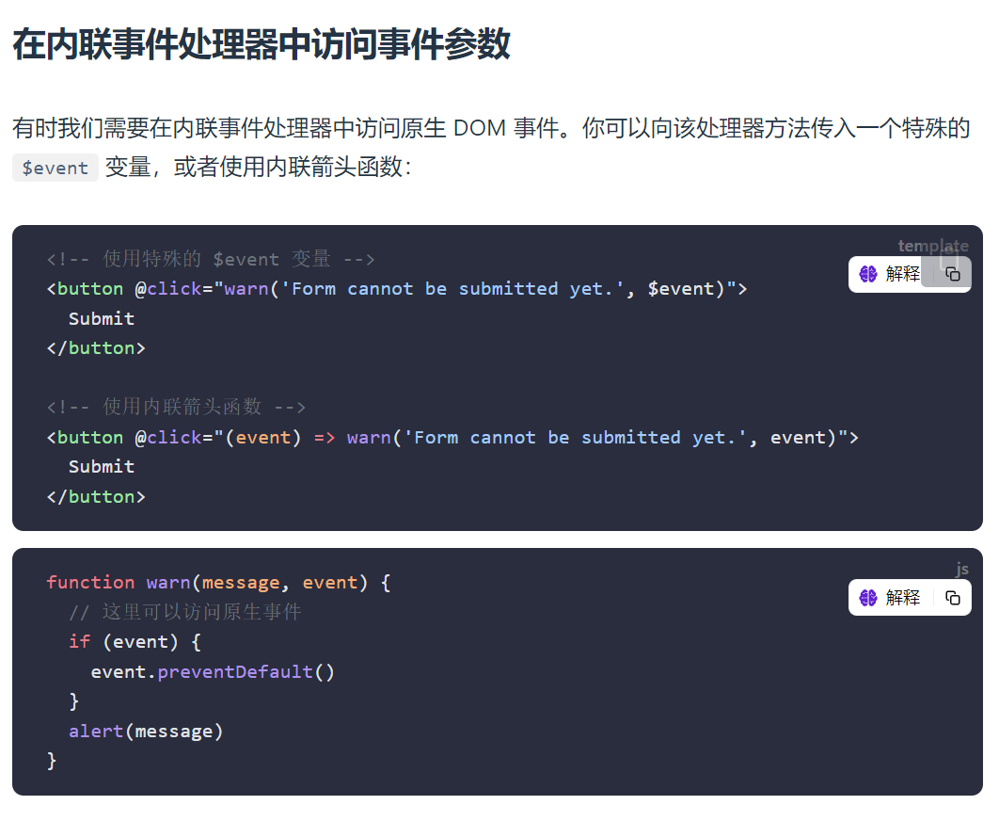 在内联事件处理器中访问事件参数
有时我们需要在内联事件处理器中访问原生 DOM 事件。你可以向该处理器方法传入一个特殊的
$event 变量，或者使用内联箭头函数：
template
解释
<!-- 使用特殊的 $event 变量 -->
<button @click="warn('Form cannot be submitted yet.', $event)">
  Submit
</button>

<!-- 使用内联箭头函数 -->
<button @click="(event) => warn('Form cannot be submitted yet.', event)">
  Submit
</button>
js
解释
function warn(message, event) {
  // 这里可以访问原生事件
  if (event) {
    event.preventDefault()
  }
  alert(message)
}